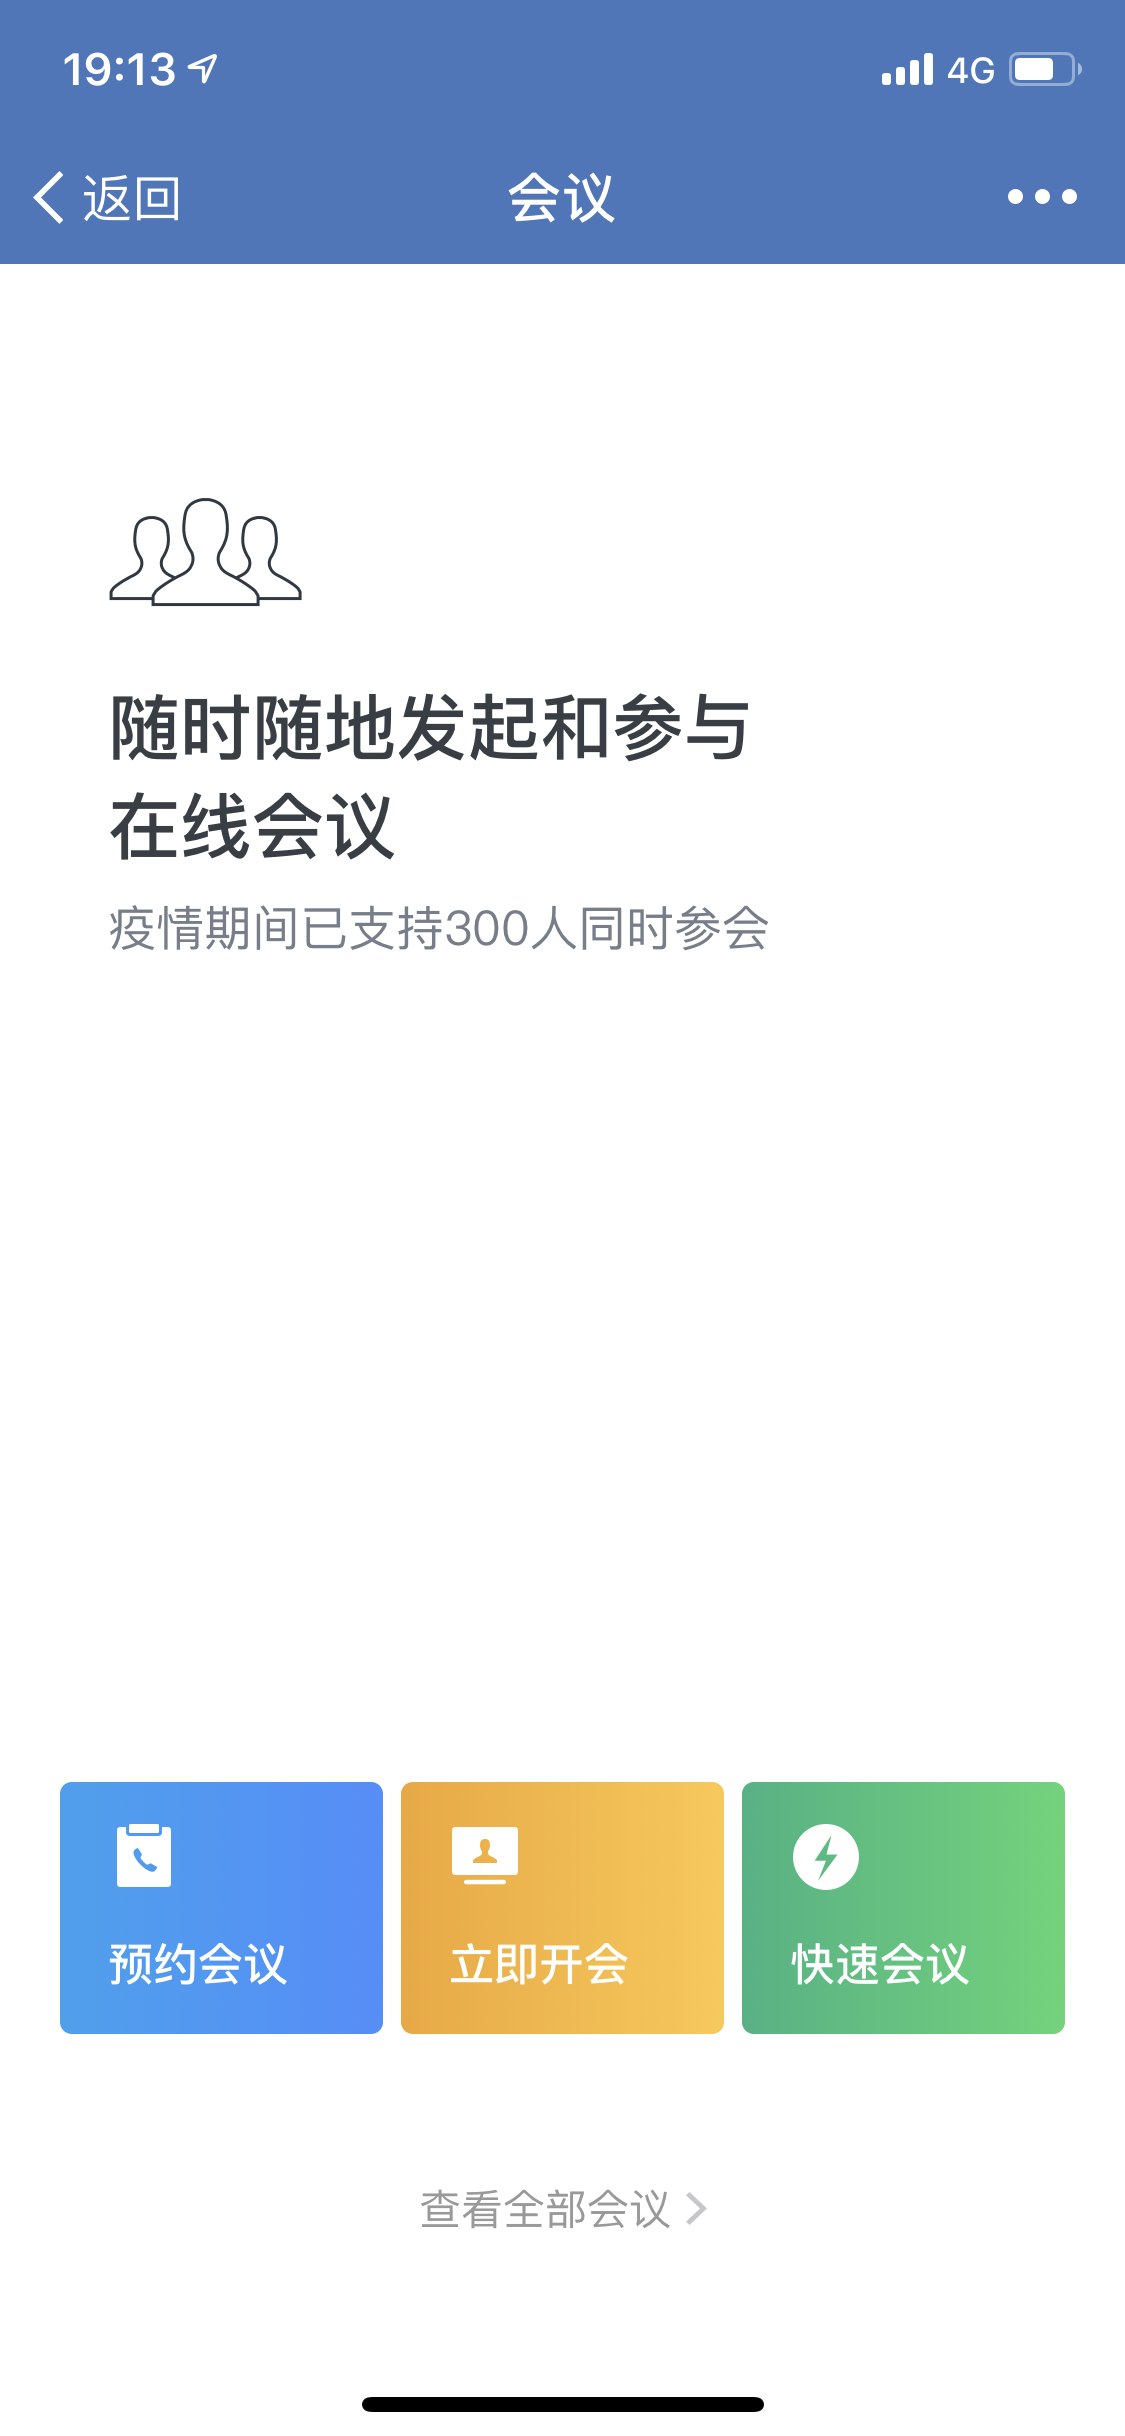 19:13
4G
返回
会议
随时随地发起和参与
在线会议
疫情期间已支持300人同时参会
预约会议
立即开会
快速会议
查看全部会议